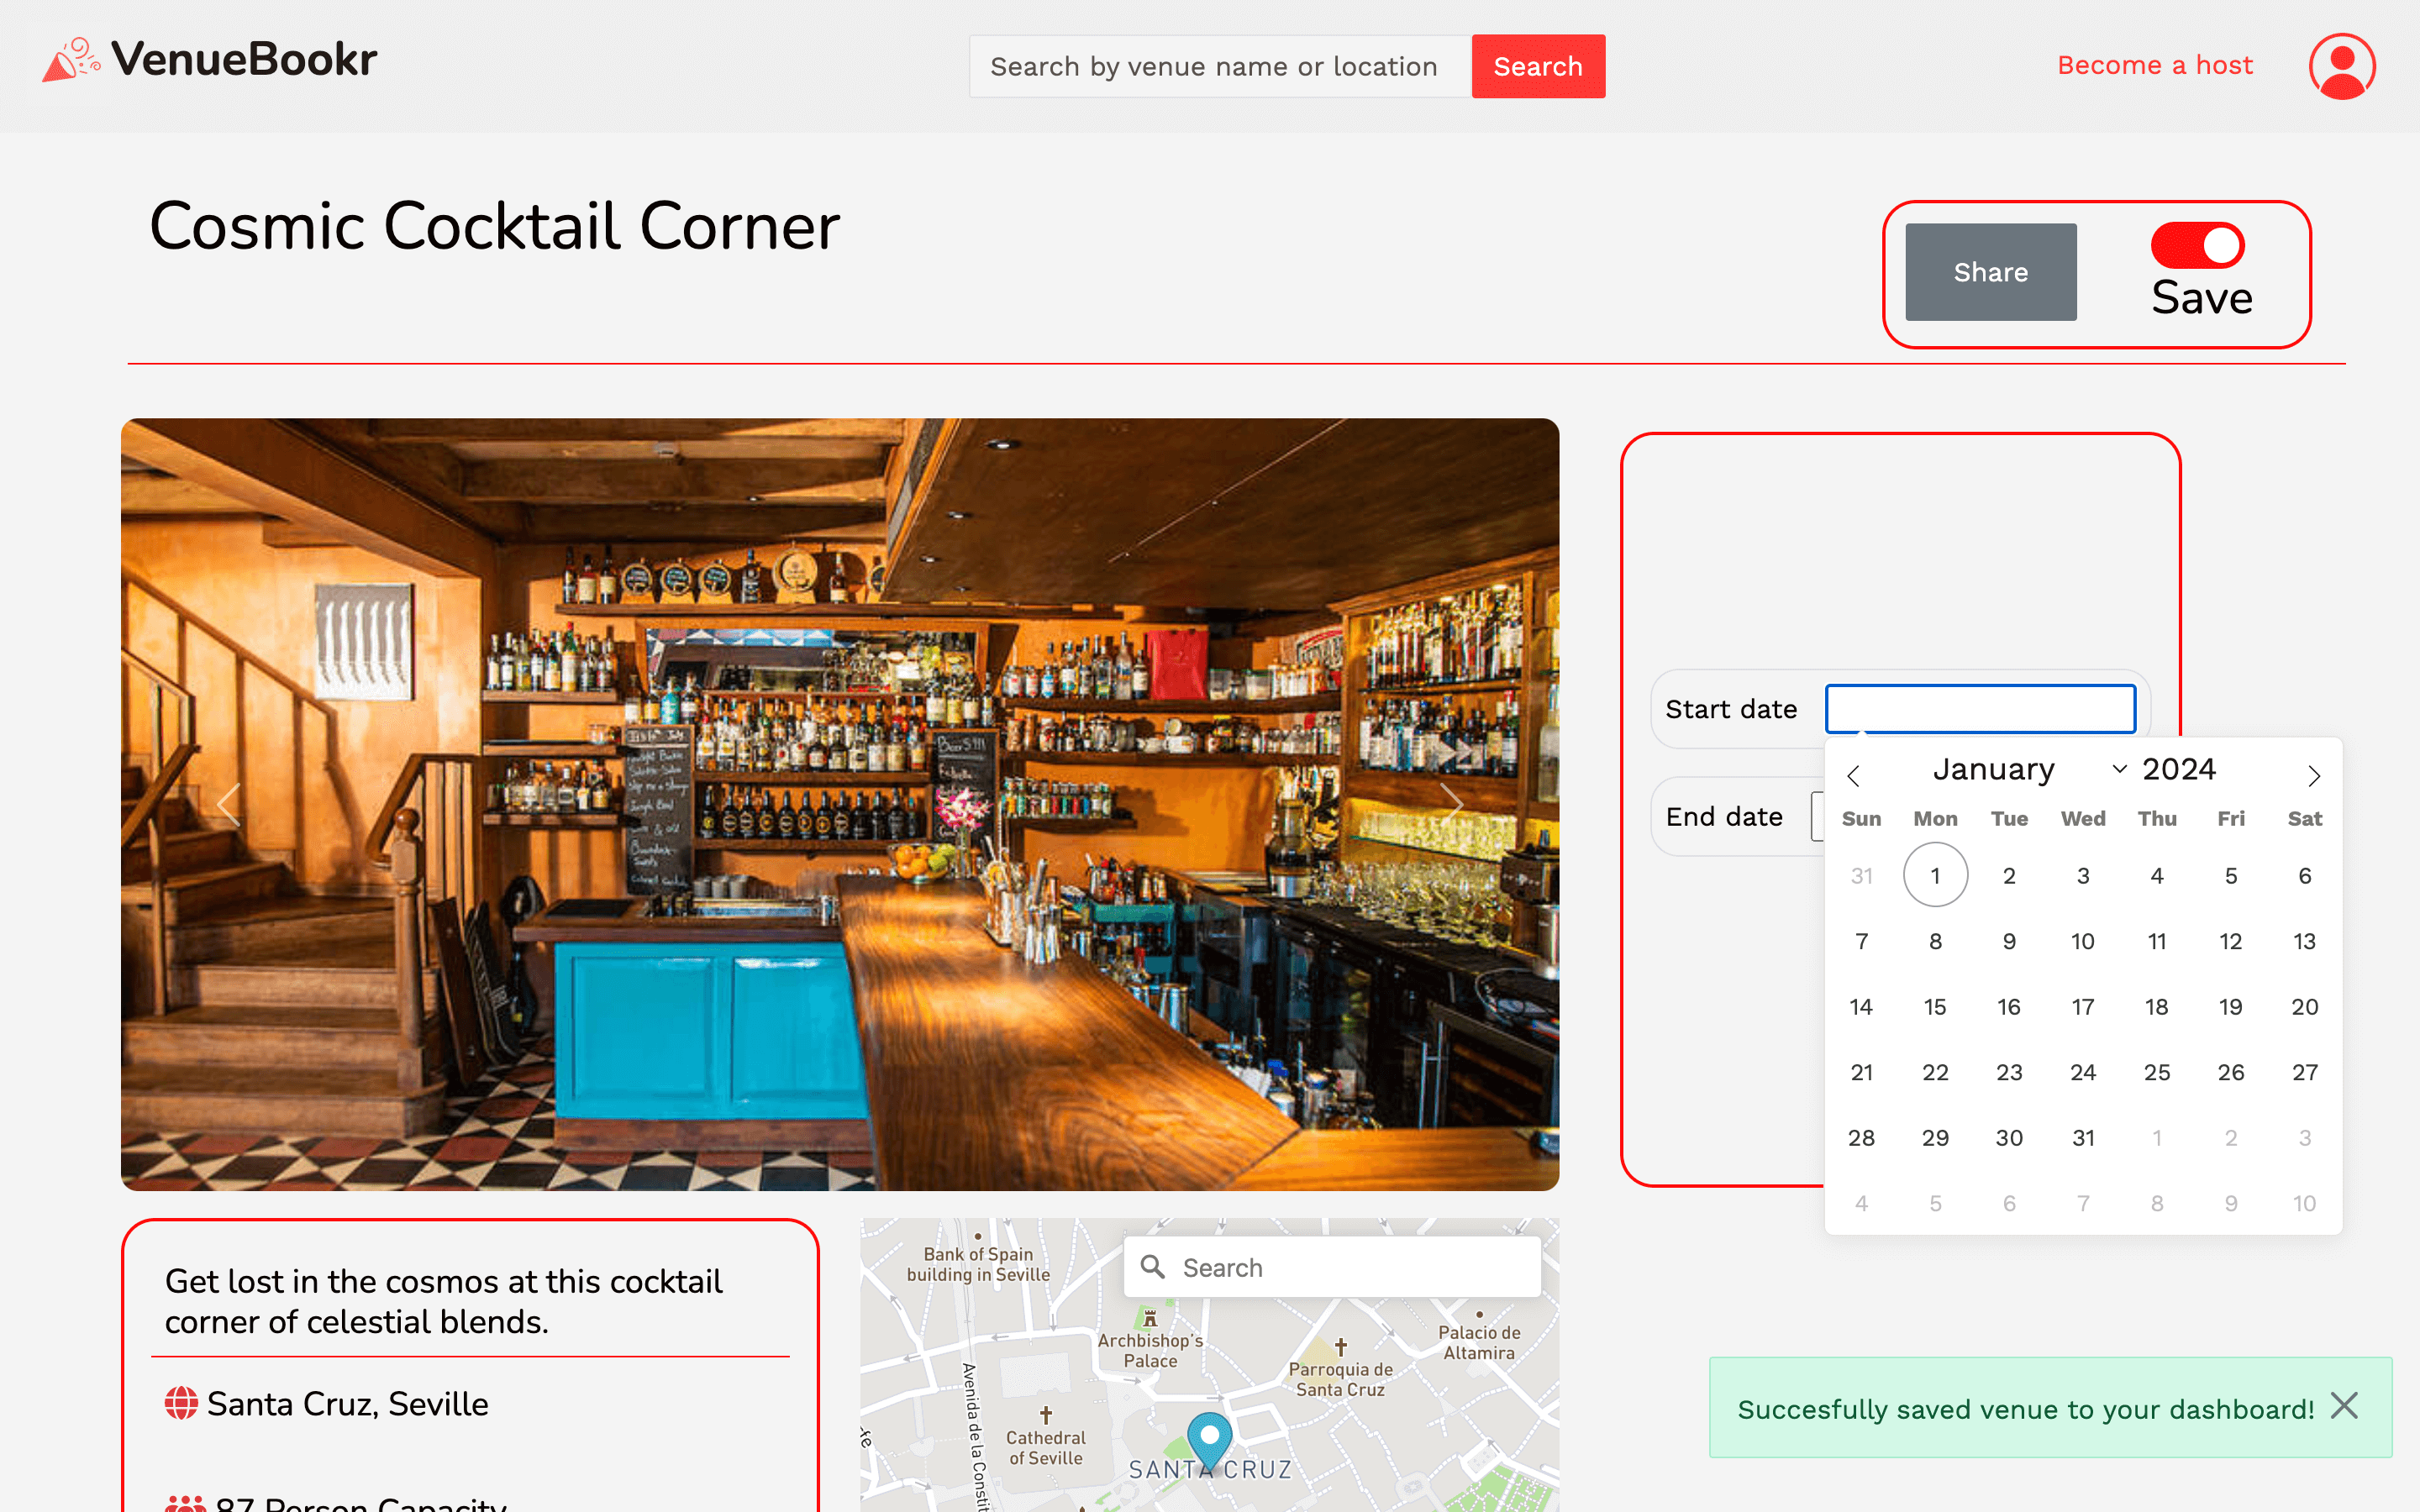 VenueBookr
Search by venue name or location
Search
Become a host
Cosmic Cocktail Corner
Share
Save
Start date
End date
January
2024
Sun Mon Tue Wed Thu Fri Sat
31 1 2 3 4 5 6
7 8 9 10 11 12 13
14 15 16 17 18 19 20
21 22 23 24 25 26 27
28 29 30 31 1 2 3
4 5 6 7 8 9 10
Get lost in the cosmos at this cocktail
corner of celestial blends.
Santa Cruz, Seville
87 Person Capacity
Search
Bank of Spain
building in Seville
Archbishop's
Palace
Parroquia de
Santa Cruz
Palacio de
Altamira
Avenida de la Constit
Cathedral
of Seville
SANTA CRUZ
Succesfully saved venue to your dashboard!